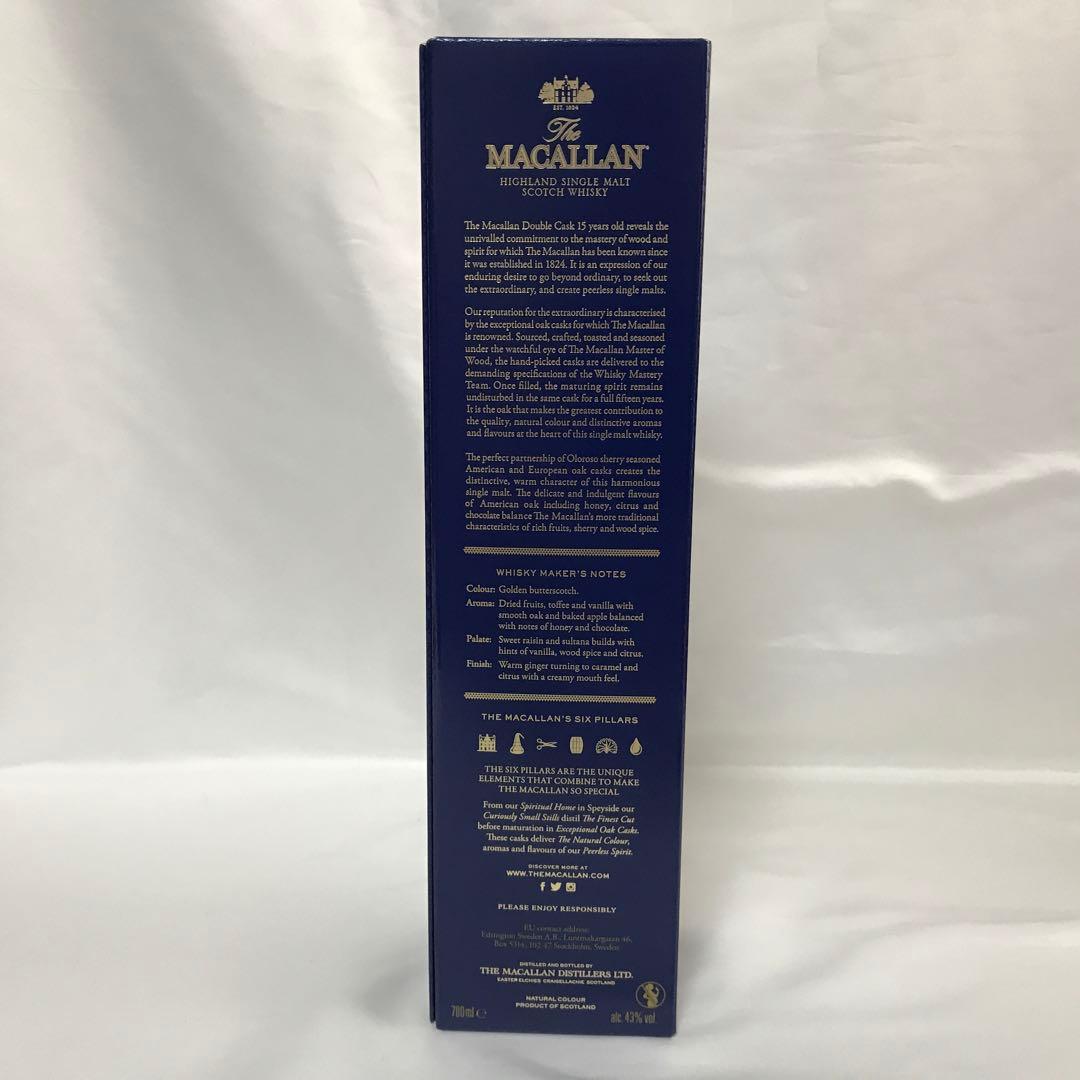 EST. 1824
The
MACALLAN®
HIGHLAND SINGLE MALT
SCOTCH WHISKY
The Macallan Double Cask 15 years old reveals the
unrivalled commitment to the mastery of wood and
spirit for which The Macallan has been known since
it was established in 1824. It is an expression of our
enduring desire to go beyond ordinary, to seek out
the extraordinary, and create peerless single malts.
Our reputation for the extraordinary is characterised
by the exceptional oak casks for which The Macallan
is renowned. Sourced, crafted, toasted and seasoned
under the watchful eye of The Macallan Master of
Wood, the hand-picked casks are delivered to the
demanding specifications of the Whisky Mastery
Team. Once filled, the maturing spirit remains
undisturbed in the same cask for a full fifteen years.
It is the oak that makes the greatest contribution to
the quality, natural colour and distinctive aromas
and flavours at the heart of this single malt whisky.
The perfect partnership of Oloroso sherry seasoned
American and European oak casks creates the
distinctive, warm character of this harmonious
single malt. The delicate and indulgent flavours
of American oak including honey, citrus and
chocolate balance The Macallan's more traditional
characteristics of rich fruits, sherry and wood spice.
WHISKY MAKER'S NOTES
Colour: Golden butterscotch.
Aroma: Dried fruits, toffee and vanilla with
smooth oak and baked apple balanced
with notes of honey and chocolate.
Palate: Sweet raisin and sultana builds with
hints of vanilla, wood spice and citrus.
Finish: Warm ginger turning to caramel and
citrus with a creamy mouth feel.
THE MACALLAN'S SIX PILLARS
THE SIX PILLARS ARE THE UNIQUE
ELEMENTS THAT COMBINE TO MAKE
THE MACALLAN SO SPECIAL
From our Spiritual Home in Speyside our
Curiously Small Stills distil The Finest Cut
before maturation in Exceptional Oak Casks.
These casks deliver The Natural Colour,
aromas and flavours of our Peerless Spirit.
DISCOVER MORE AT
WWW.THEMACALLAN.COM
PLEASE ENJOY RESPONSIBLY
EU contact address:
Edrington Sweden A.B., Luntmakargatan 46,
Box 5314, 102 47 Stockholm, Sweden
DISTILLED AND BOTTLED BY
THE MACALLAN DISTILLERS LTD.
EASTER ELCHIES CRAIGELLACHIE SCOTLAND
NATURAL COLOUR
PRODUCT OF SCOTLAND
700ml ℮ alc. 43% vol.